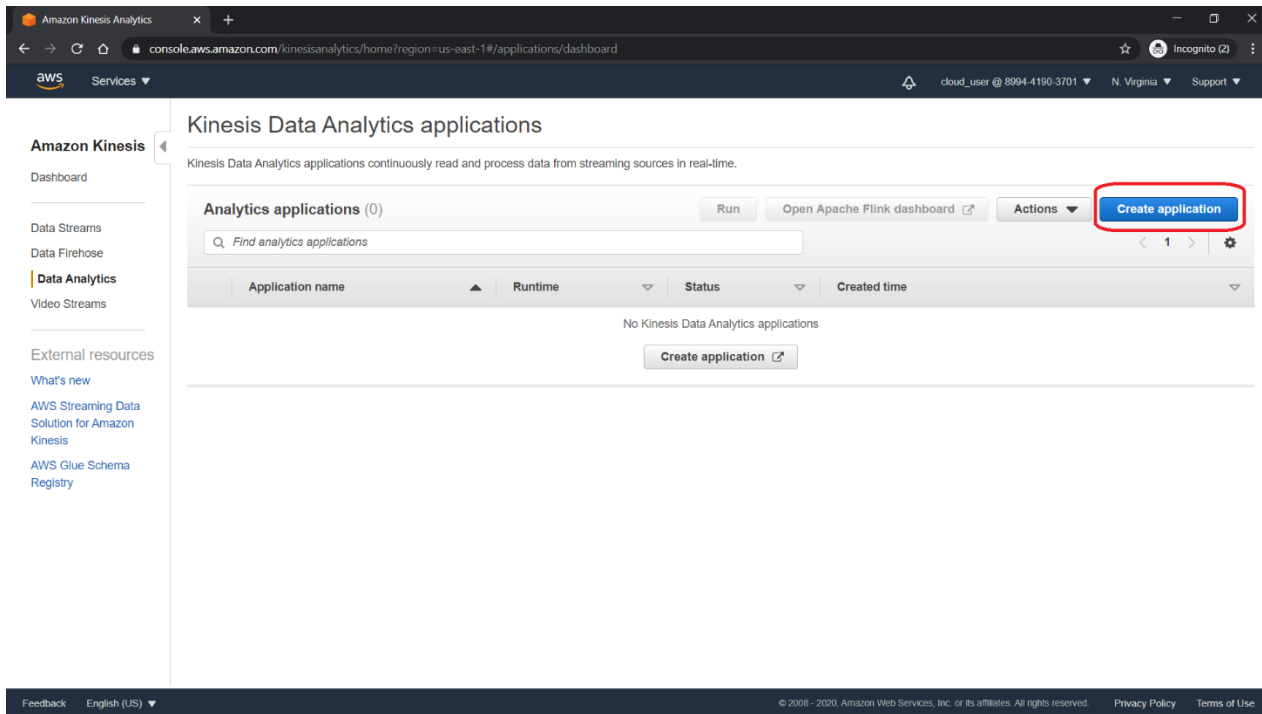 Amazon Kinesis Analytics
console.aws.amazon.com/kinesisanalytics/home?region=us-east-1#/applications/dashboard
Incognito (2)
aws
Services
cloud_user @ 8994-4190-3701
N. Virginia
Support
Amazon Kinesis
Dashboard
Data Streams
Data Firehose
Data Analytics
Video Streams
External resources
What's new
AWS Streaming Data
Solution for Amazon
Kinesis
AWS Glue Schema
Registry
Kinesis Data Analytics applications
Kinesis Data Analytics applications continuously read and process data from streaming sources in real-time.
Analytics applications (0)
Run
Open Apache Flink dashboard
Actions
Create application
Find analytics applications
1
Application name
Runtime
Status
Created time
No Kinesis Data Analytics applications
Create application
Feedback
English (US)
© 2008 - 2020, Amazon Web Services, Inc. or its affiliates. All rights reserved.
Privacy Policy
Terms of Use